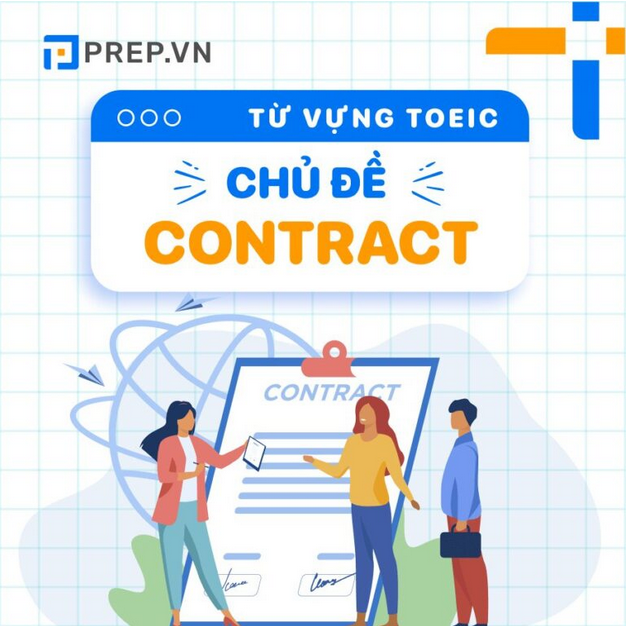 PREP.VN
TỪ VỰNG TOEIC
CHỦ ĐỀ
CONTRACT
CONTRACT